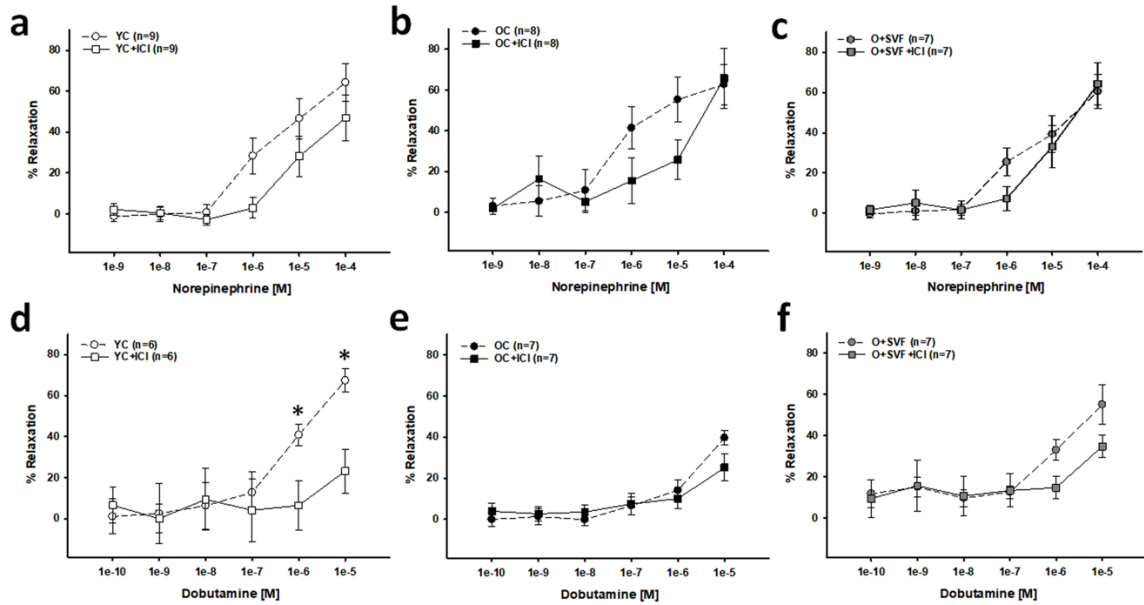 a
YC (n=9)
YC+ICI (n=9)
80
60
40
20
0
% Relaxation
1e-9 1e-8 1e-7 1e-6 1e-5 1e-4
Norepinephrine [M]
b
OC (n=8)
OC+ICI (n=8)
80
60
40
20
0
% Relaxation
1e-9 1e-8 1e-7 1e-6 1e-5 1e-4
Norepinephrine [M]
c
O+SVF (n=7)
O+SVF+ICI (n=7)
80
60
40
20
0
% Relaxation
1e-9 1e-8 1e-7 1e-6 1e-5 1e-4
Norepinephrine [M]
d
YC (n=6)
YC+ICI (n=6)
80
60
40
20
0
% Relaxation
* *
1e-10 1e-9 1e-8 1e-7 1e-6 1e-5
Dobutamine [M]
e
OC (n=7)
OC+ICI (n=7)
80
60
40
20
0
% Relaxation
1e-10 1e-9 1e-8 1e-7 1e-6 1e-5
Dobutamine [M]
f
O+SVF (n=7)
O+SVF+ICI (n=7)
80
60
40
20
0
% Relaxation
1e-10 1e-9 1e-8 1e-7 1e-6 1e-5
Dobutamine [M]